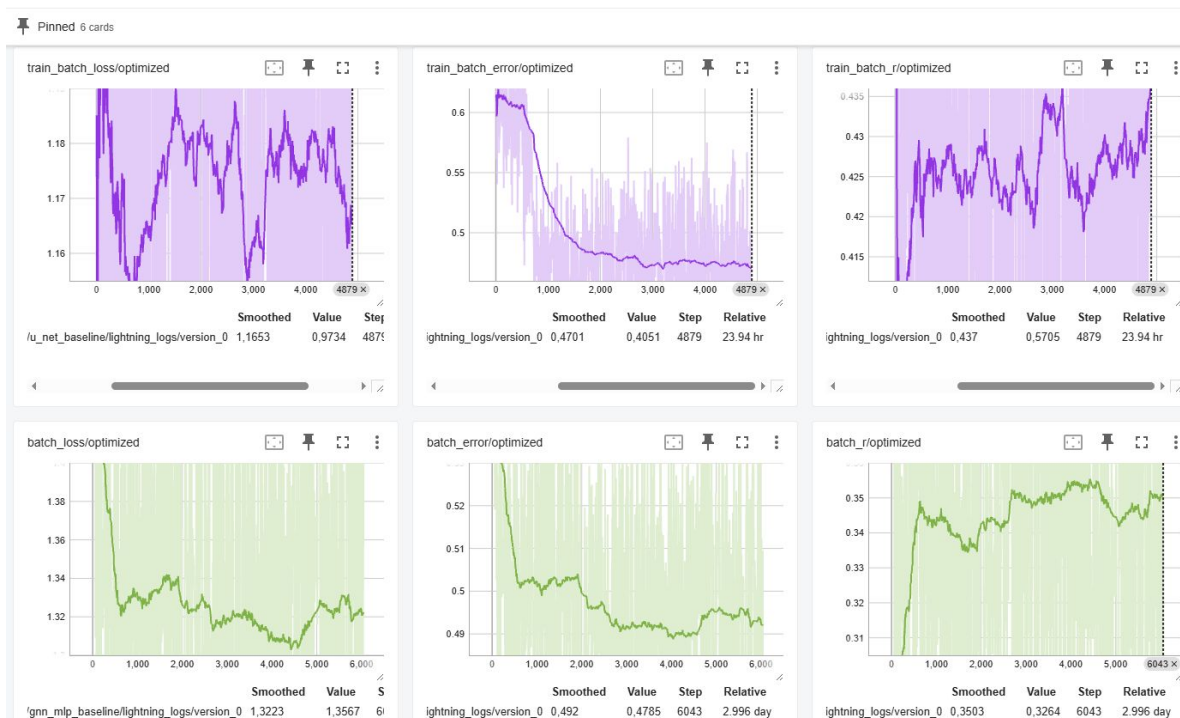 Pinned 6 cards
train_batch_loss/optimized
1.18
1.17
1.16
0 1,000 2,000 3,000 4,000 4879 ×
Smoothed Value Step
/u_net_baseline/lightning_logs/version_0 1,1653 0,9734 4879
train_batch_error/optimized
0.6
0.55
0.5
0 1,000 2,000 3,000 4,000 4879 ×
Smoothed Value Step Relative
ightning_logs/version_0 0,4701 0,4051 4879 23.94 hr
train_batch_r/optimized
0.435
0.43
0.425
0.42
0.415
0 1,000 2,000 3,000 4,000 4879 ×
Smoothed Value Step Relative
ightning_logs/version_0 0,437 0,5705 4879 23.94 hr
batch_loss/optimized
1.38
1.36
1.34
1.32
0 1,000 2,000 3,000 4,000 5,000 6,000
Smoothed Value S
/gnn_mlp_baseline/lightning_logs/version_0 1,3223 1,3567 6
batch_error/optimized
0.52
0.51
0.5
0.49
0 1,000 2,000 3,000 4,000 5,000 6,000
Smoothed Value Step Relative
ightning_logs/version_0 0,492 0,4785 6043 2.996 day
batch_r/optimized
0.35
0.34
0.33
0.32
0.31
0 1,000 2,000 3,000 4,000 5,000 6043 ×
Smoothed Value Step Relative
ightning_logs/version_0 0,3503 0,3264 6043 2.996 day